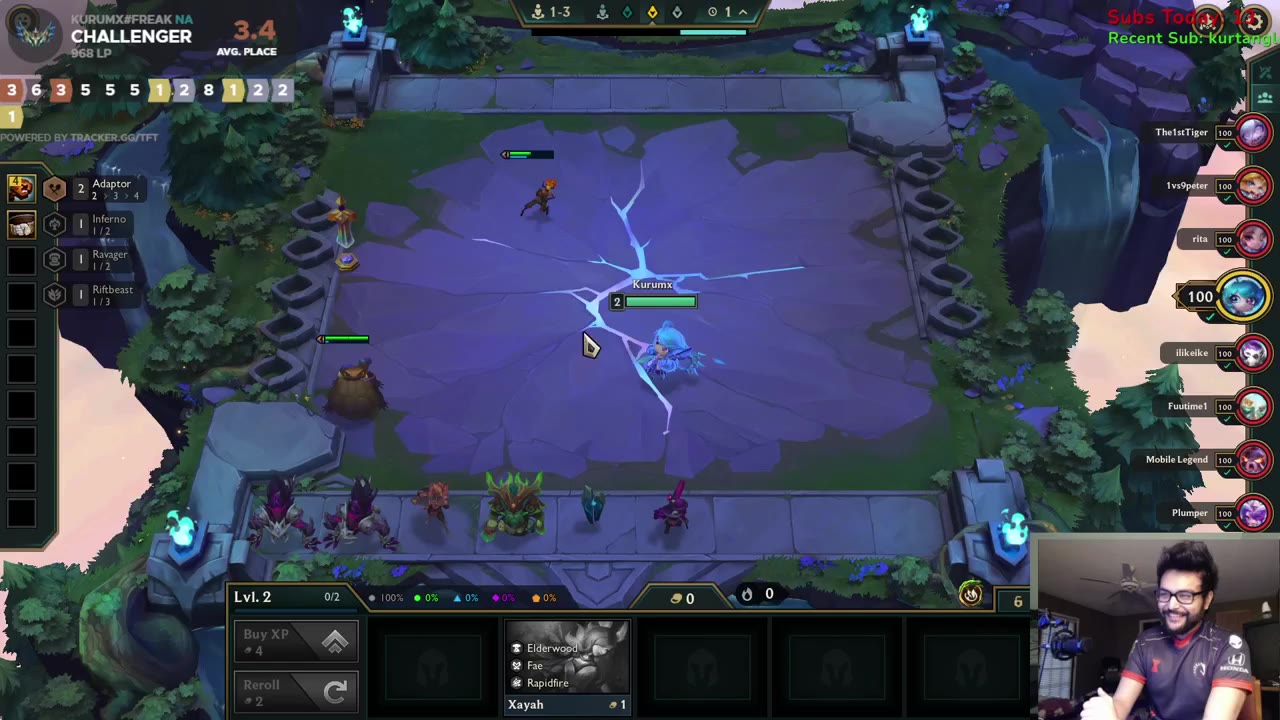 KURUMX#FREAK NA
CHALLENGER
968 LP
3.4
AVG. PLACE
3 6 3 5 5 5 1 2 8 1 2 2
1
POWERED BY TRACKER.GG/TFT
1-3
1
Subs Today: 1
Recent Sub: kurtangl
2 Adaptor
2 > 3 > 4
1 Inferno
1 / 2
1 Ravager
1 / 2
1 Riftbeast
1 / 3
The1stTiger 100
1vs9peter 100
rita 100
100
ilikeike 100
Fuutime1 100
Mobile Legend 100
Plumper 100
Kurumx
2
Lvl. 2 0/2
100% 0% 0% 0% 0%
0
0
6
Buy XP
4
Reroll
2
Elderwood
Fae
Rapidfire
Xayah 1
HONDA